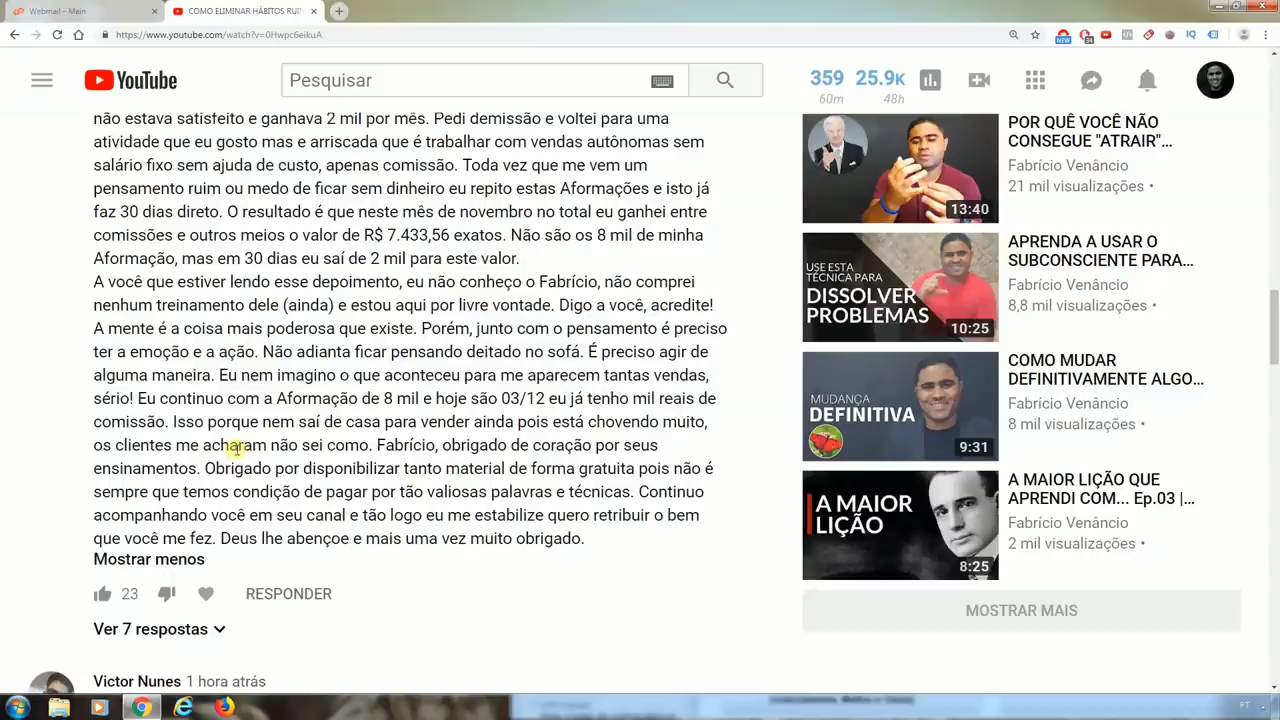 Webmail – Main
COMO ELIMINAR HÁBITOS RUIN
https://www.youtube.com/watch?v=0Hwpc6eikuA
NEW
34
IQ
YouTube
Pesquisar
359
60m
25.9K
48h
não estava satisfeito e ganhava 2 mil por mês. Pedi demissão e voltei para uma
atividade que eu gosto mas e arriscada que é trabalhar com vendas autônomas sem
salário fixo sem ajuda de custo, apenas comissão. Toda vez que me vem um
pensamento ruim ou medo de ficar sem dinheiro eu repito estas Aformações e isto já
faz 30 dias direto. O resultado é que neste mês de novembro no total eu ganhei entre
comissões e outros meios o valor de R$ 7.433,56 exatos. Não são os 8 mil de minha
Aformação, mas em 30 dias eu saí de 2 mil para este valor.
A você que estiver lendo esse depoimento, eu não conheço o Fabrício, não comprei
nenhum treinamento dele (ainda) e estou aqui por livre vontade. Digo a você, acredite!
A mente é a coisa mais poderosa que existe. Porém, junto com o pensamento é preciso
ter a emoção e a ação. Não adianta ficar pensando deitado no sofá. É preciso agir de
alguma maneira. Eu nem imagino o que aconteceu para me aparecem tantas vendas,
sério! Eu continuo com a Aformação de 8 mil e hoje são 03/12 eu já tenho mil reais de
comissão. Isso porque nem saí de casa para vender ainda pois está chovendo muito,
os clientes me acharam não sei como. Fabrício, obrigado de coração por seus
ensinamentos. Obrigado por disponibilizar tanto material de forma gratuita pois não é
sempre que temos condição de pagar por tão valiosas palavras e técnicas. Continuo
acompanhando você em seu canal e tão logo eu me estabilize quero retribuir o bem
que você me fez. Deus lhe abençoe e mais uma vez muito obrigado.
Mostrar menos
23
RESPONDER
Ver 7 respostas
Victor Nunes 1 hora atrás
13:40
POR QUÊ VOCÊ NÃO
CONSEGUE "ATRAIR"...
Fabrício Venâncio
21 mil visualizações •
USE ESTA
TÉCNICA PARA
DISSOLVER
PROBLEMAS
10:25
APRENDA A USAR O
SUBCONSCIENTE PARA...
Fabrício Venâncio
8,8 mil visualizações •
MUDANÇA
DEFINITIVA
9:31
COMO MUDAR
DEFINITIVAMENTE ALGO...
Fabrício Venâncio
8 mil visualizações •
A MAIOR
LIÇÃO
8:25
A MAIOR LIÇÃO QUE
APRENDI COM... Ep.03 |...
Fabrício Venâncio
2 mil visualizações •
MOSTRAR MAIS
PT